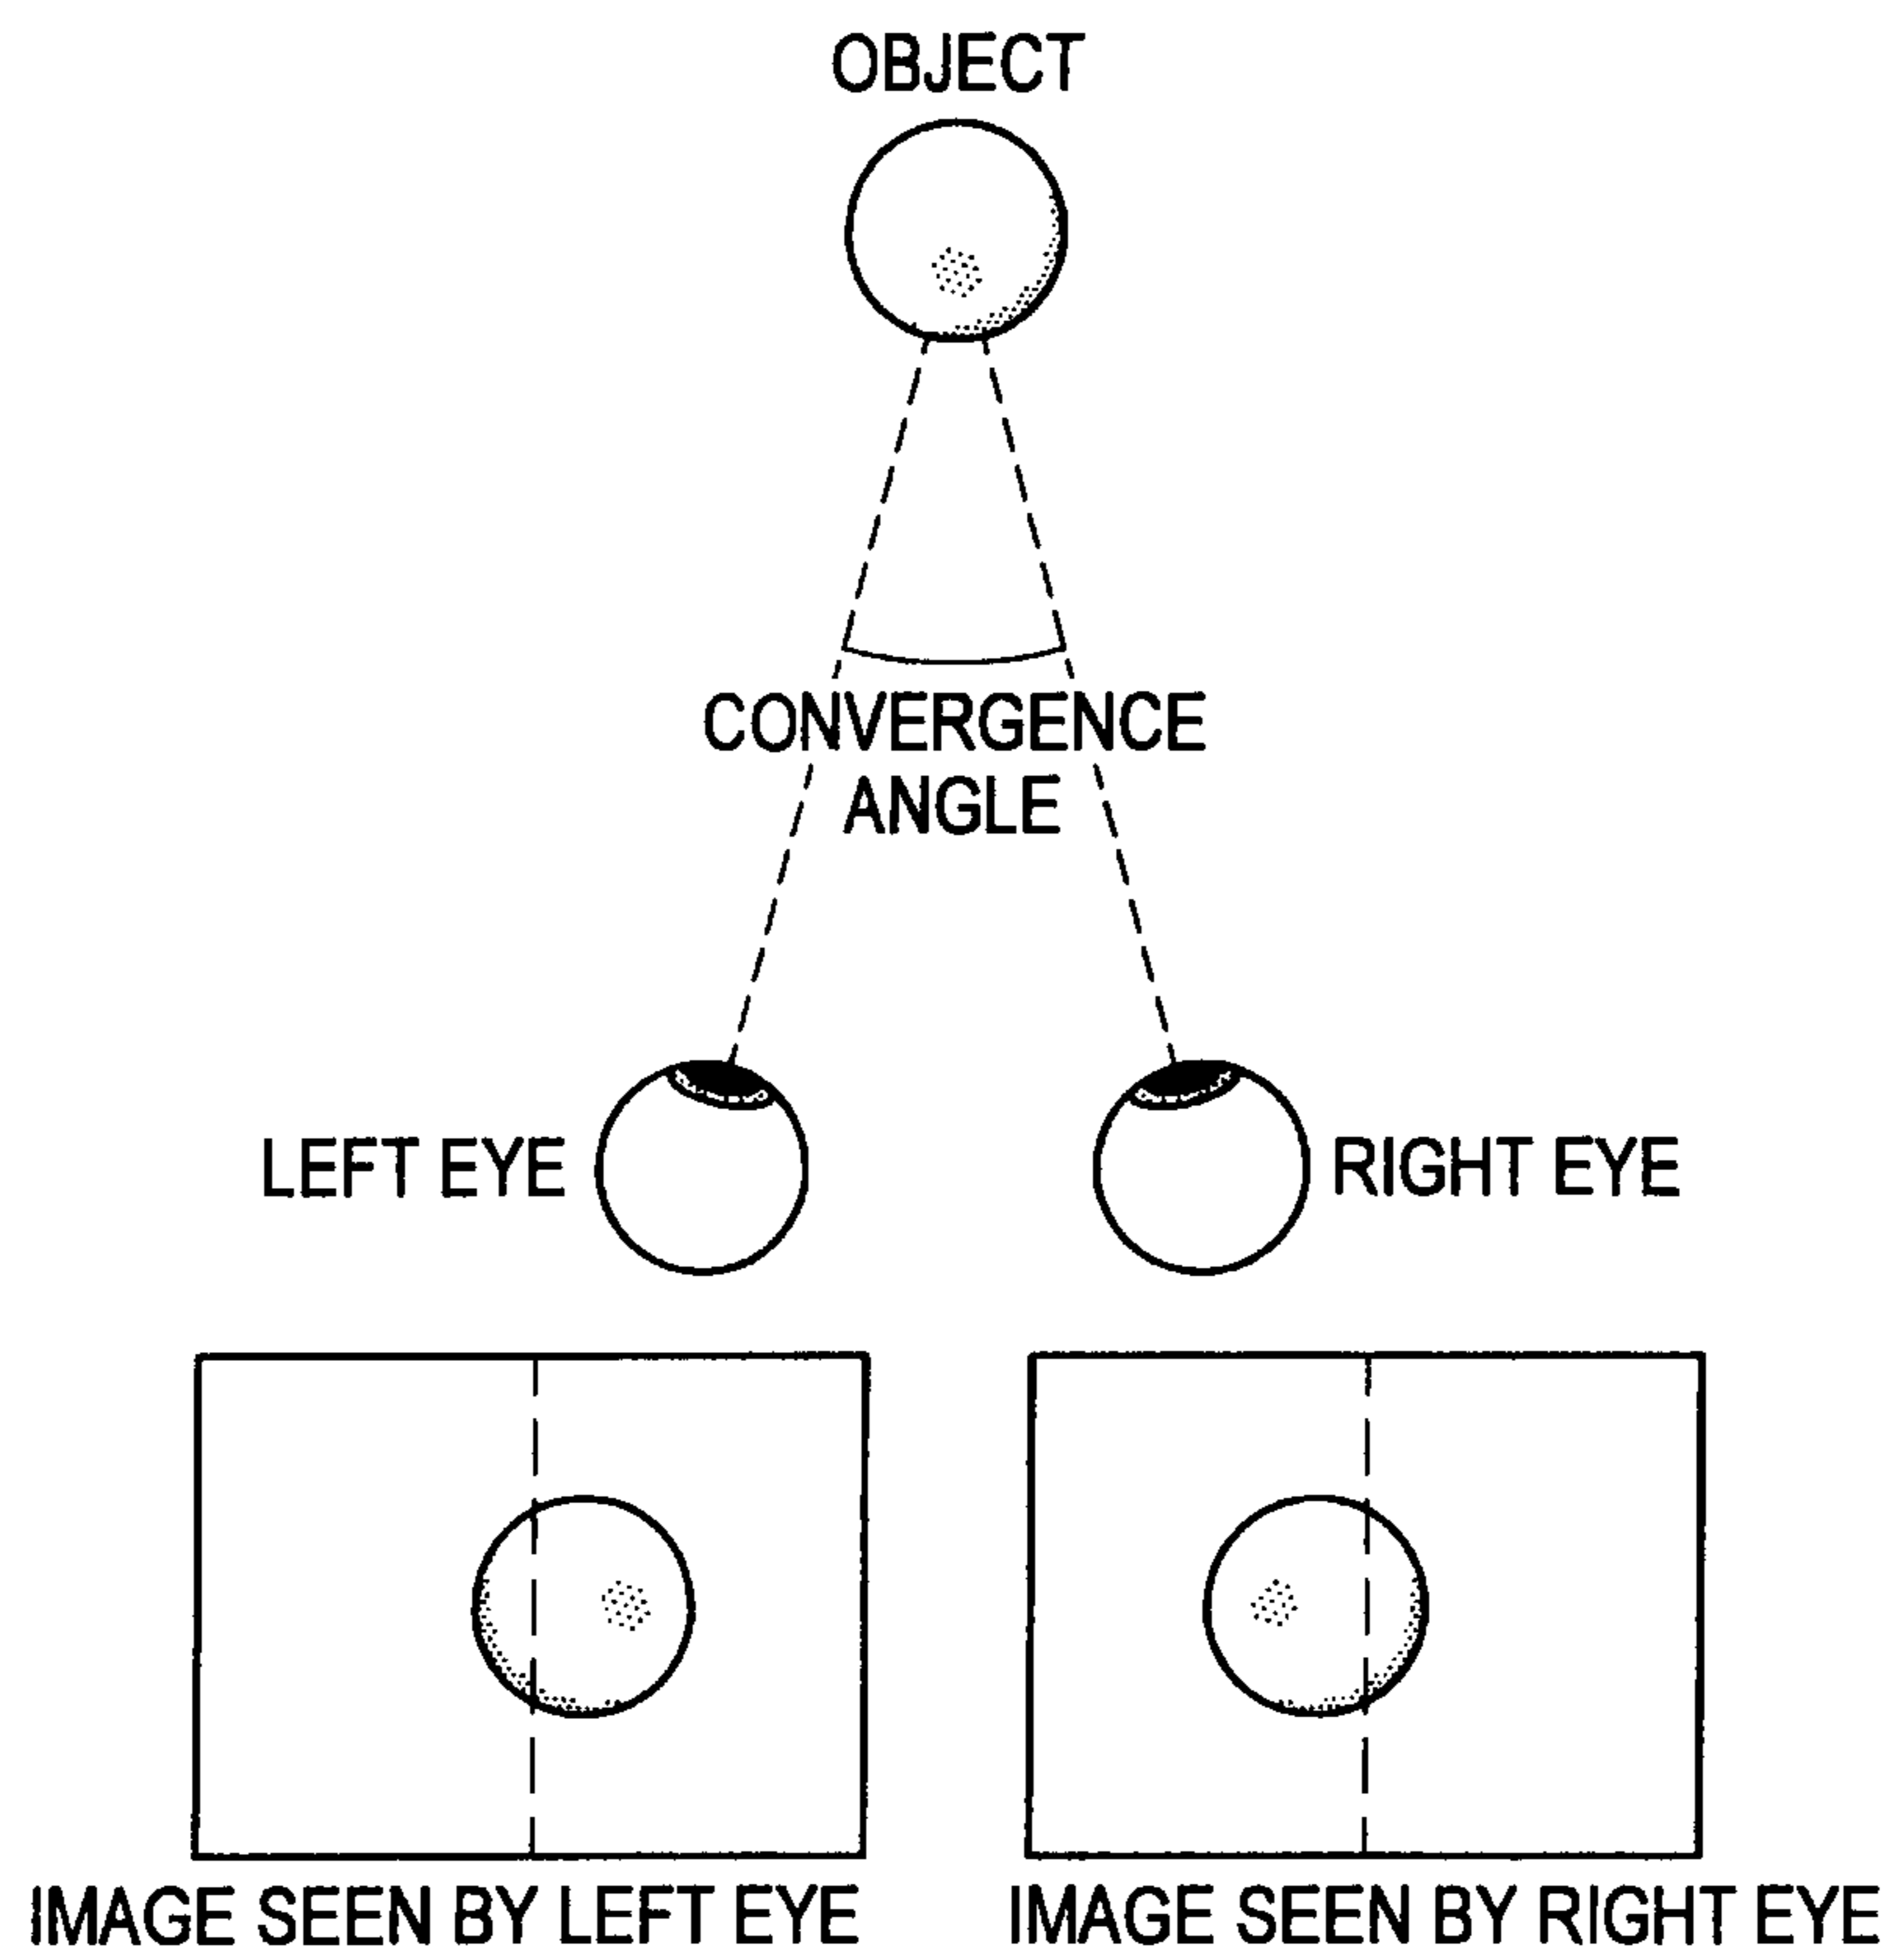 OBJECT
CONVERGENCE
ANGLE
LEFT EYE
RIGHT EYE
IMAGE SEEN BY LEFT EYE
IMAGE SEEN BY RIGHT EYE